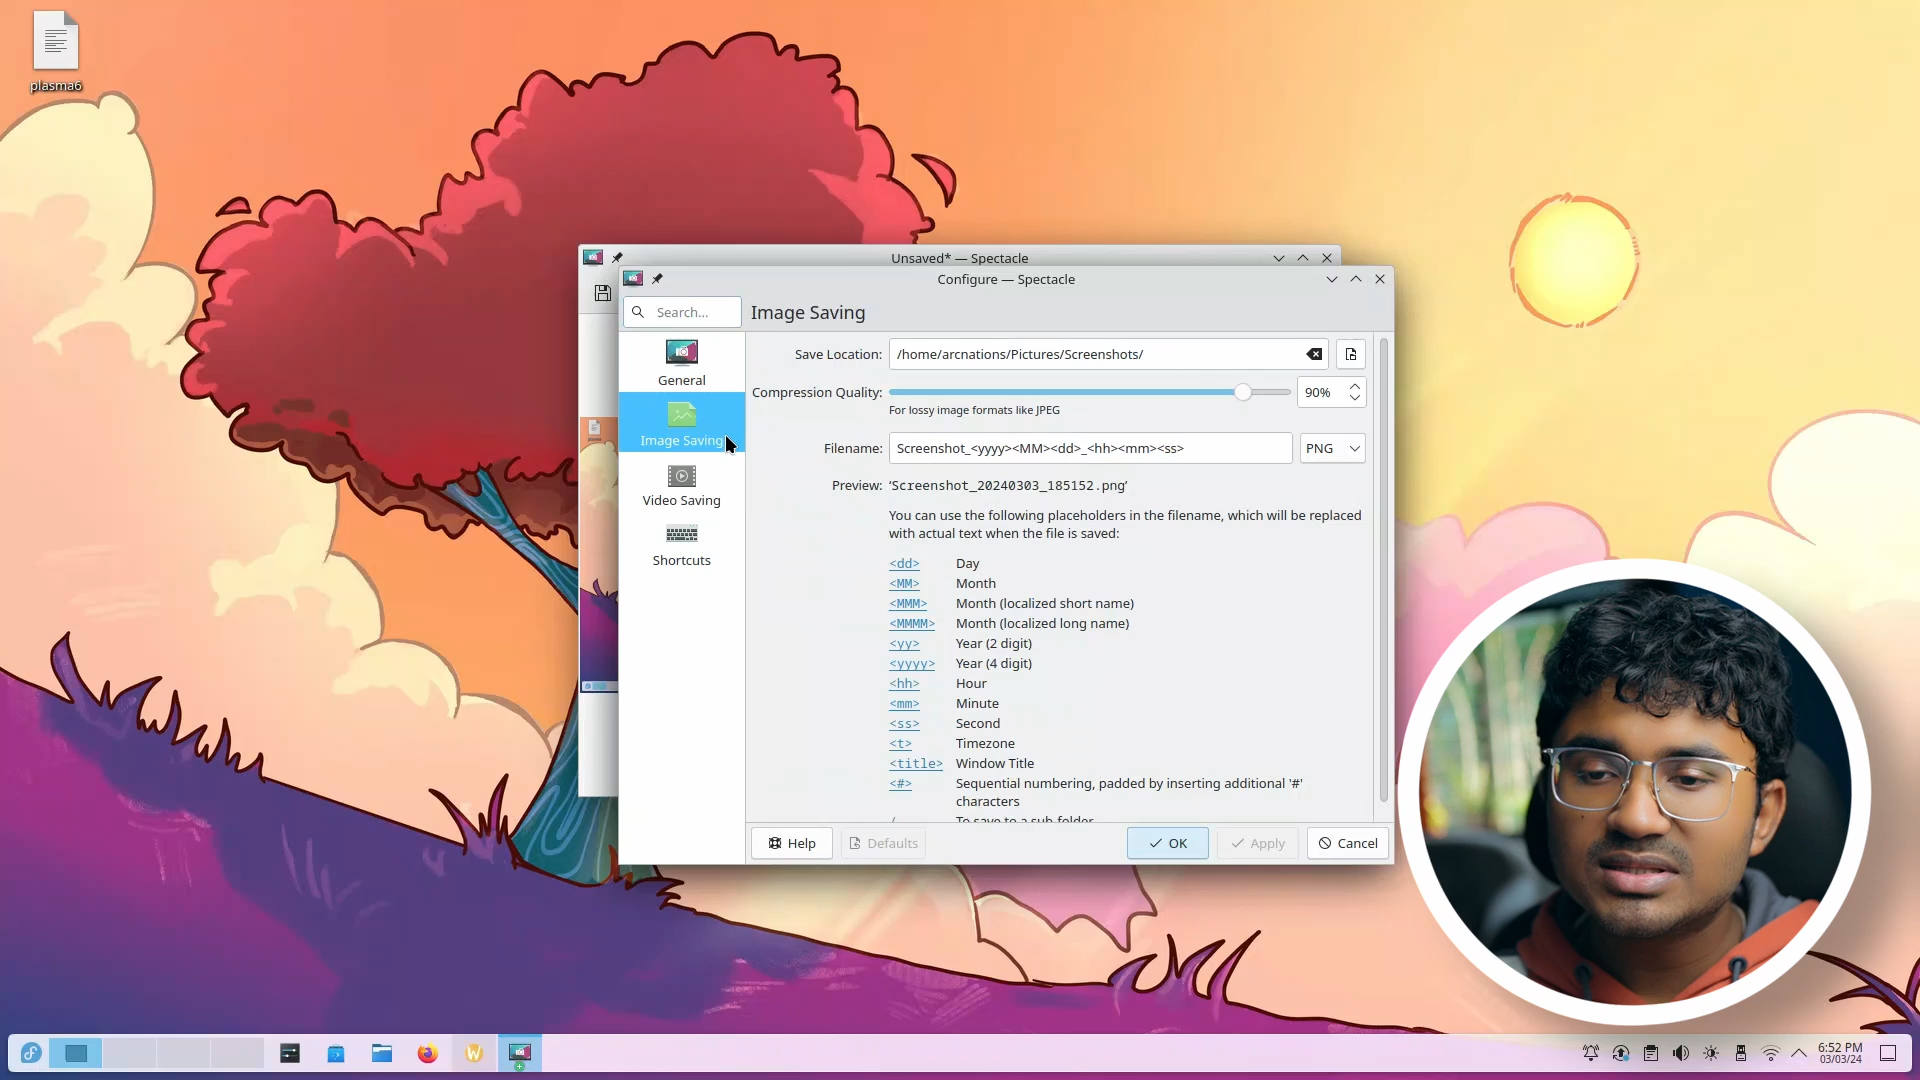 plasma6
Unsaved* — Spectacle
Configure — Spectacle
Search...
Image Saving
General
Image Saving
Video Saving
Shortcuts
Save Location: /home/arcnations/Pictures/Screenshots/
Compression Quality: 90%
For lossy image formats like JPEG
Filename: Screenshot_<yyyy><MM><dd>_<hh><mm><ss> PNG
Preview: ‘Screenshot_20240303_185152.png’
You can use the following placeholders in the filename, which will be replaced
with actual text when the file is saved:
<dd> Day
<MM> Month
<MMM> Month (localized short name)
<MMMM> Month (localized long name)
<yy> Year (2 digit)
<yyyy> Year (4 digit)
<hh> Hour
<mm> Minute
<ss> Second
<t> Timezone
<title> Window Title
<#> Sequential numbering, padded by inserting additional '#'
characters
/ To save to a sub-folder
Help
Defaults
OK
Apply
Cancel
6:52 PM
03/03/24